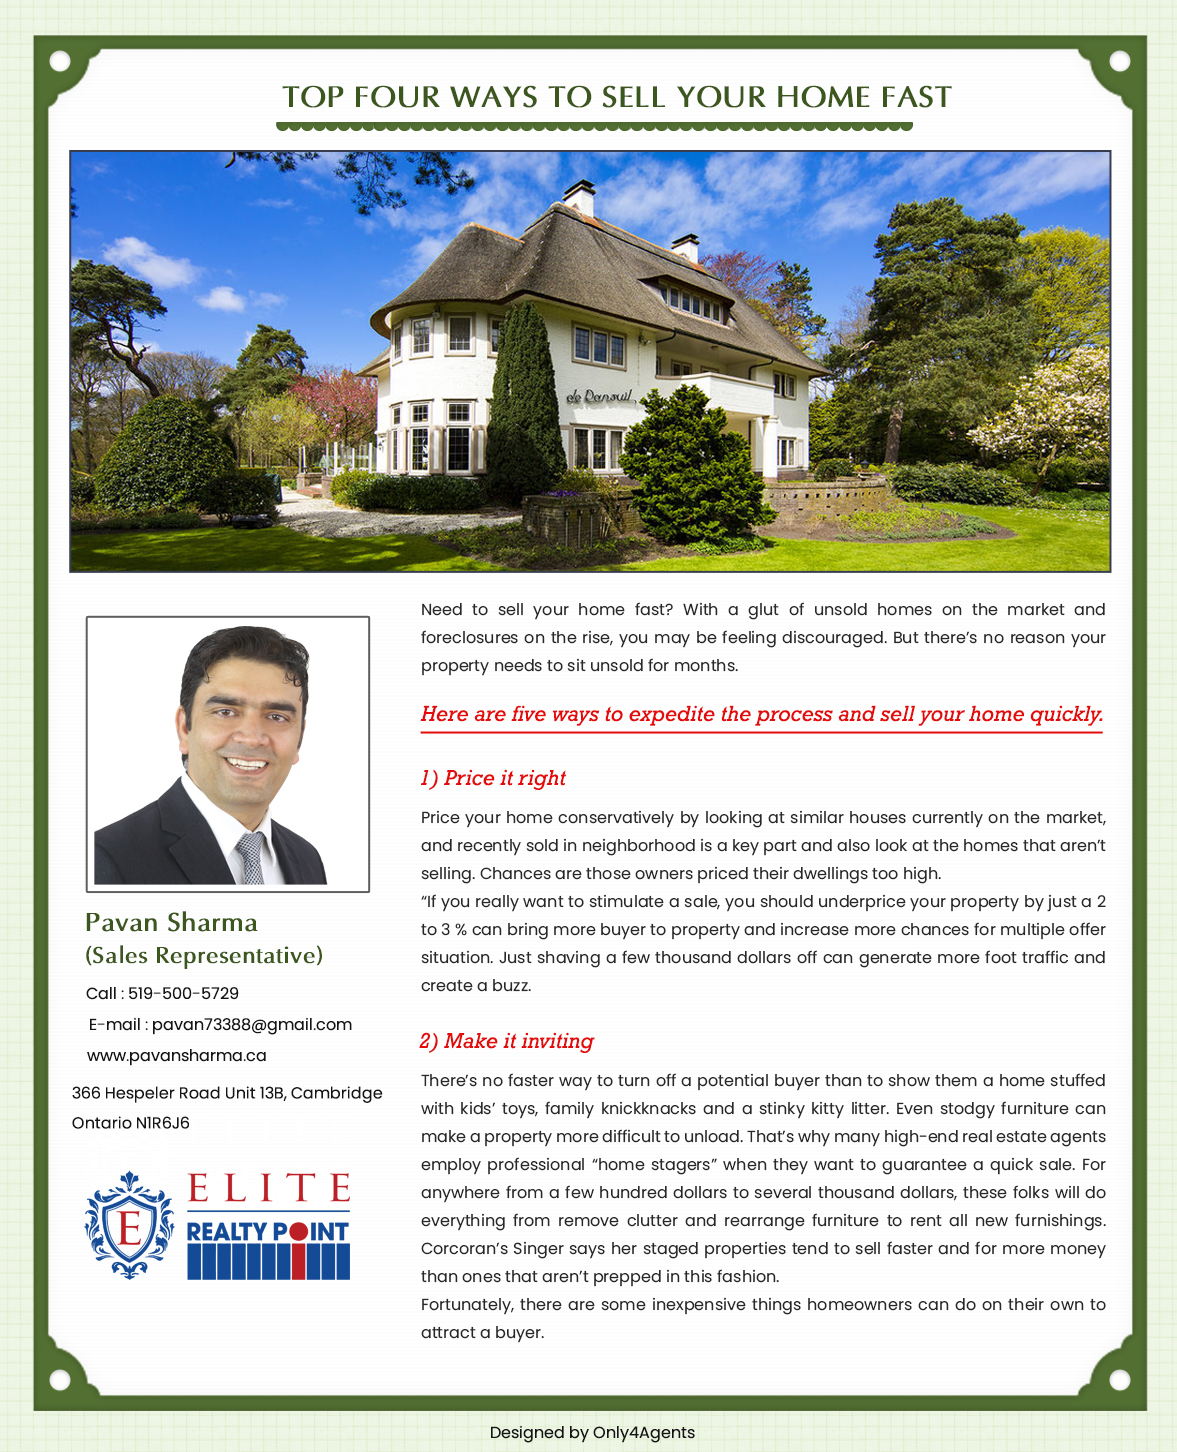 TOP FOUR WAYS TO SELL YOUR HOME FAST
de Danouil
Need to sell your home fast? With a glut of unsold homes on the market and
foreclosures on the rise, you may be feeling discouraged. But there’s no reason your
property needs to sit unsold for months.
Here are five ways to expedite the process and sell your home quickly.
1) Price it right
Price your home conservatively by looking at similar houses currently on the market,
and recently sold in neighborhood is a key part and also look at the homes that aren’t
selling. Chances are those owners priced their dwellings too high.
“If you really want to stimulate a sale, you should underprice your property by just a 2
to 3 % can bring more buyer to property and increase more chances for multiple offer
situation. Just shaving a few thousand dollars off can generate more foot traffic and
create a buzz.
2) Make it inviting
There’s no faster way to turn off a potential buyer than to show them a home stuffed
with kids’ toys, family knickknacks and a stinky kitty litter. Even stodgy furniture can
make a property more difficult to unload. That’s why many high-end real estate agents
employ professional “home stagers” when they want to guarantee a quick sale. For
anywhere from a few hundred dollars to several thousand dollars, these folks will do
everything from remove clutter and rearrange furniture to rent all new furnishings.
Corcoran’s Singer says her staged properties tend to sell faster and for more money
than ones that aren’t prepped in this fashion.
Fortunately, there are some inexpensive things homeowners can do on their own to
attract a buyer.
Pavan Sharma
(Sales Representative)
Call : 519-500-5729
E-mail : pavan73388@gmail.com
www.pavansharma.ca
366 Hespeler Road Unit 13B, Cambridge
Ontario N1R6J6
E
ELITE
REALTY POINT
Designed by Only4Agents